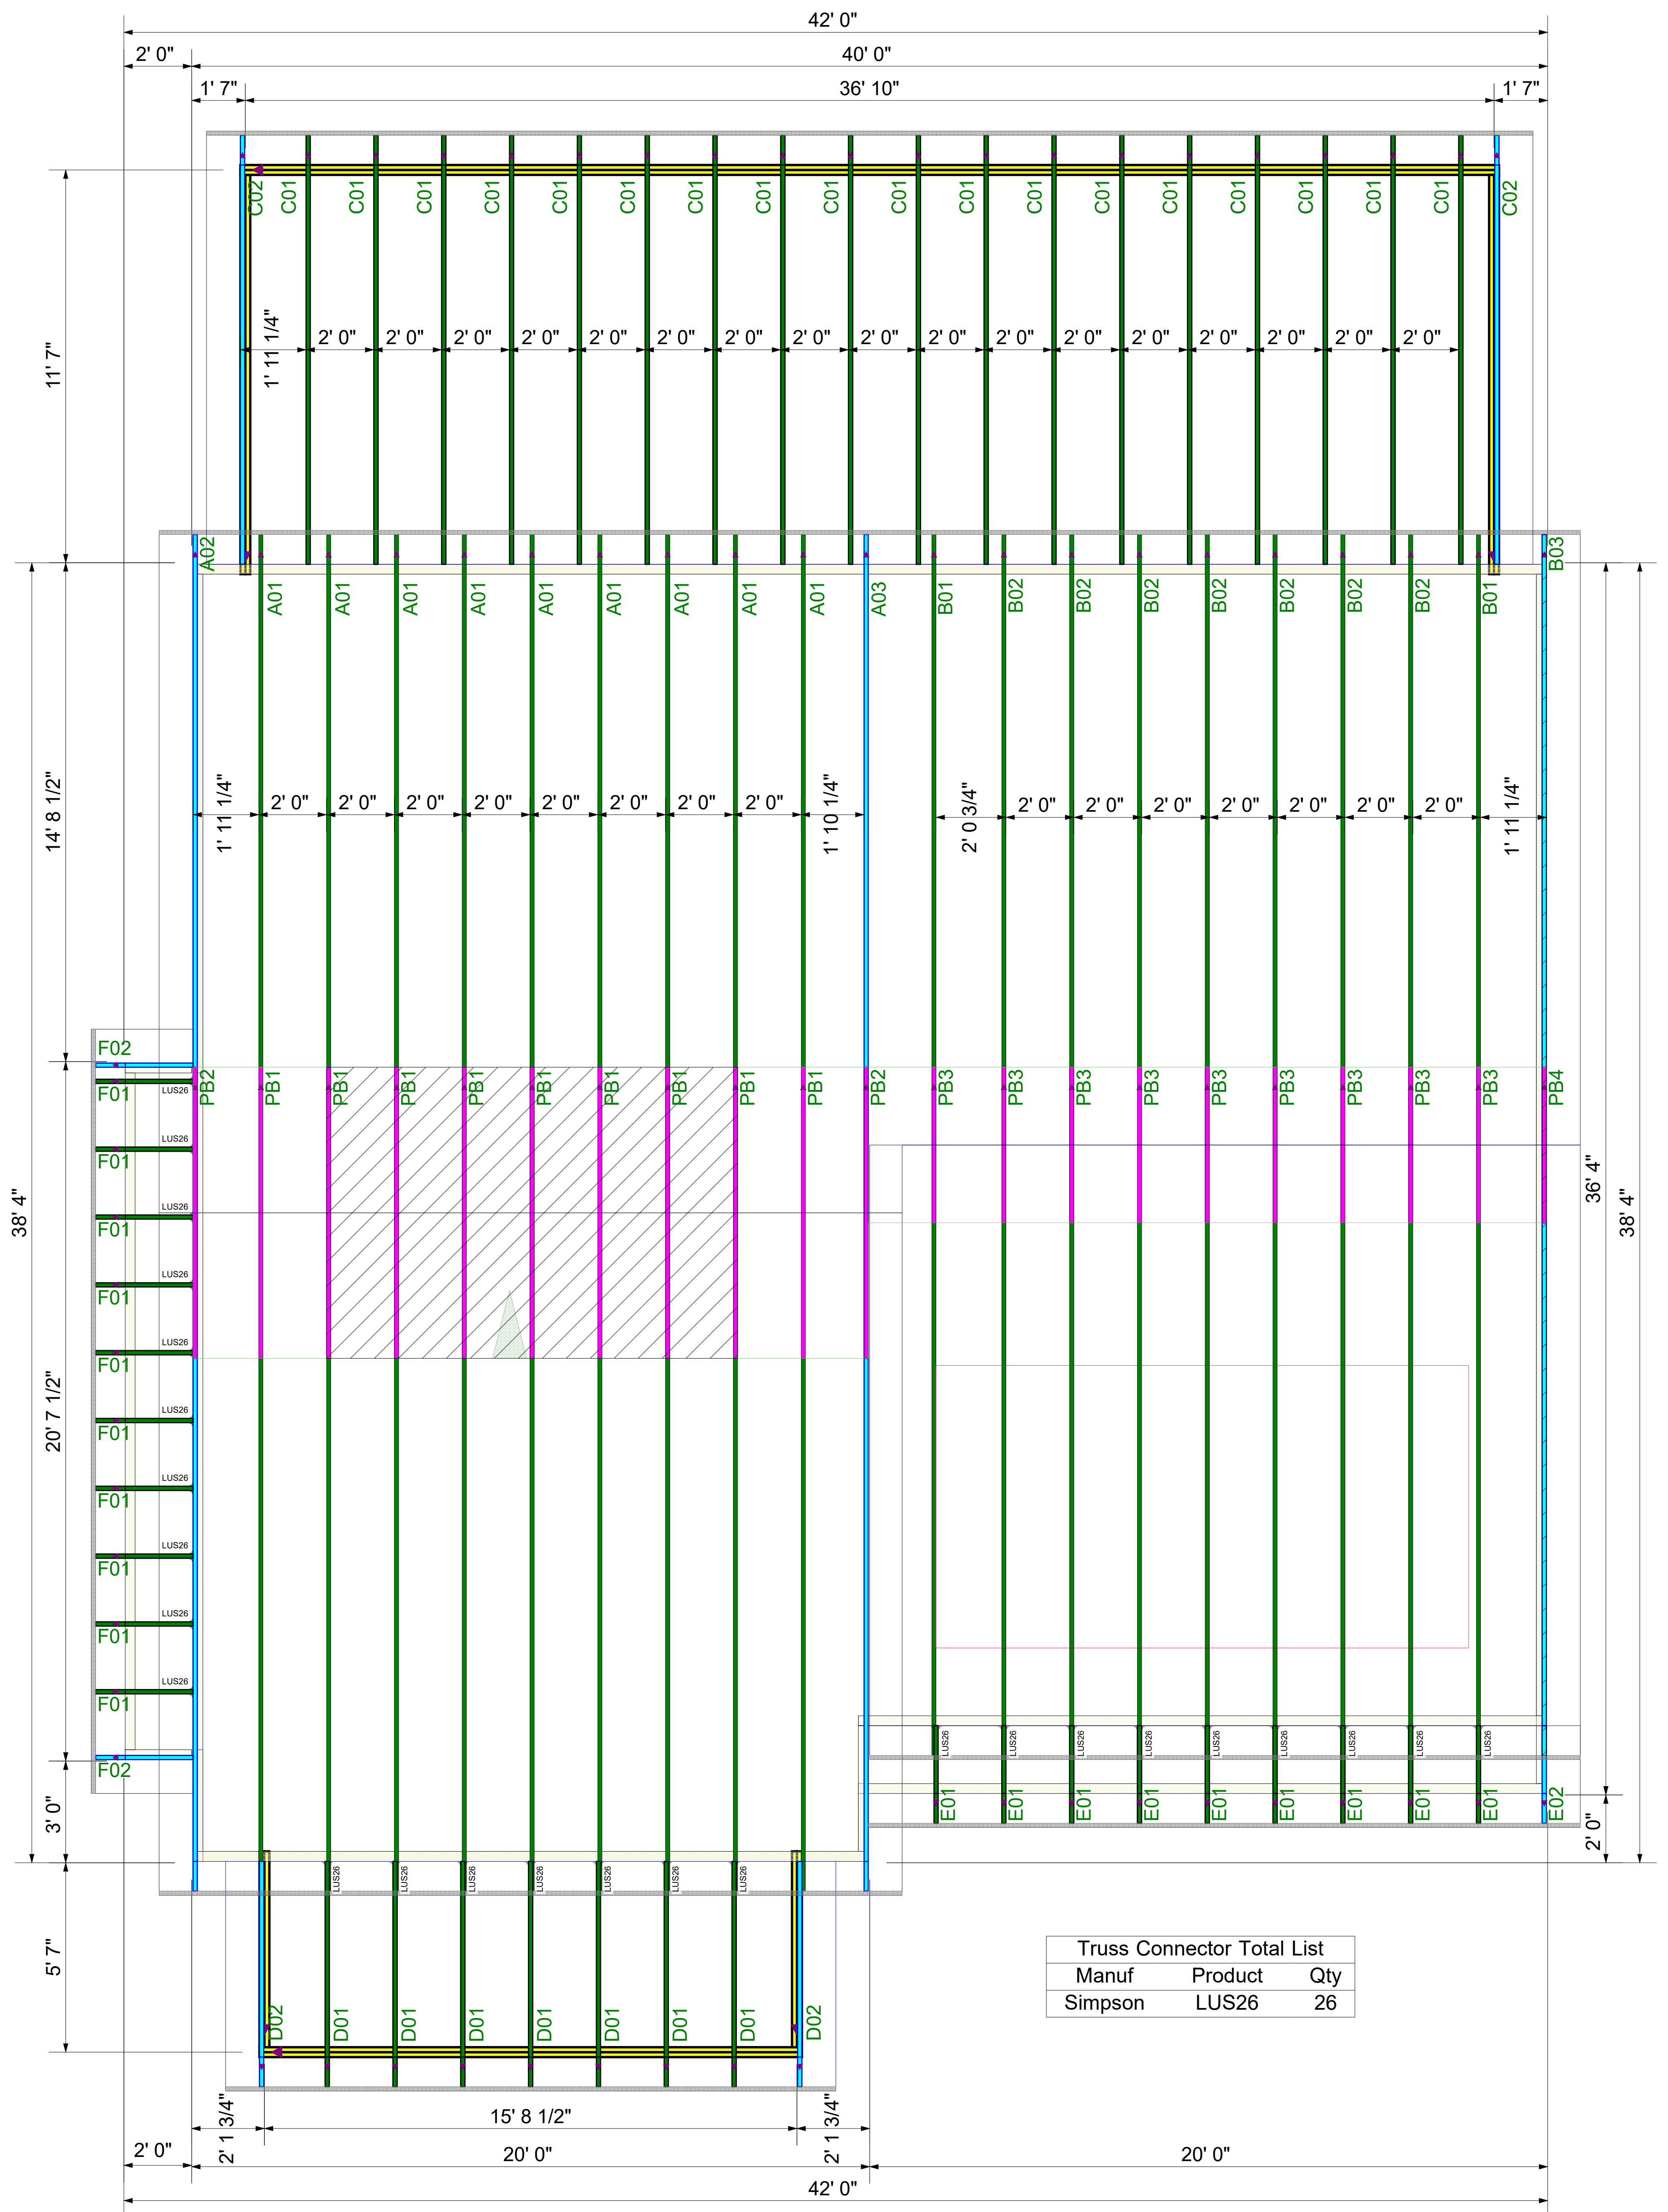 42' 0"
2' 0"
40' 0"
1' 7"
36' 10"
1' 7"
C02 C01 C01 C01 C01 C01 C01 C01 C01 C01 C01 C01 C01 C01 C01 C01 C01 C01 C01 C02
11' 7"
1' 11 1/4" 2' 0" 2' 0" 2' 0" 2' 0" 2' 0" 2' 0" 2' 0" 2' 0" 2' 0" 2' 0" 2' 0" 2' 0" 2' 0" 2' 0" 2' 0" 2' 0" 2' 0"
A02 A01 A01 A01 A01 A01 A01 A01 A01 A01 A03 B01 B02 B02 B02 B02 B02 B02 B02 B01 B03
14' 8 1/2"
1' 11 1/4" 2' 0" 2' 0" 2' 0" 2' 0" 2' 0" 2' 0" 2' 0" 2' 0" 1' 10 1/4"
2' 0 3/4" 2' 0" 2' 0" 2' 0" 2' 0" 2' 0" 2' 0" 2' 0" 1' 11 1/4"
F02
PB2 PB1 PB1 PB1 PB1 PB1 PB1 PB1 PB1 PB1 PB2 PB3 PB3 PB3 PB3 PB3 PB3 PB3 PB3 PB3 PB4
F01 LUS26
F01 LUS26
F01 LUS26
F01 LUS26
F01 LUS26
F01 LUS26
F01 LUS26
F01 LUS26
F01 LUS26
F01 LUS26
F02
38' 4"
20' 7 1/2"
3' 0"
36' 4"
38' 4"
2' 0"
LUS26 LUS26 LUS26 LUS26 LUS26 LUS26 LUS26 LUS26 LUS26
E01 E01 E01 E01 E01 E01 E01 E01 E01 E02
LUS26 LUS26 LUS26 LUS26 LUS26 LUS26 LUS26
5' 7"
D02 D01 D01 D01 D01 D01 D01 D01 D02
Truss Connector Total List
Manuf Product Qty
Simpson LUS26 26
2' 1 3/4"
15' 8 1/2"
2' 1 3/4"
2' 0"
20' 0"
20' 0"
42' 0"